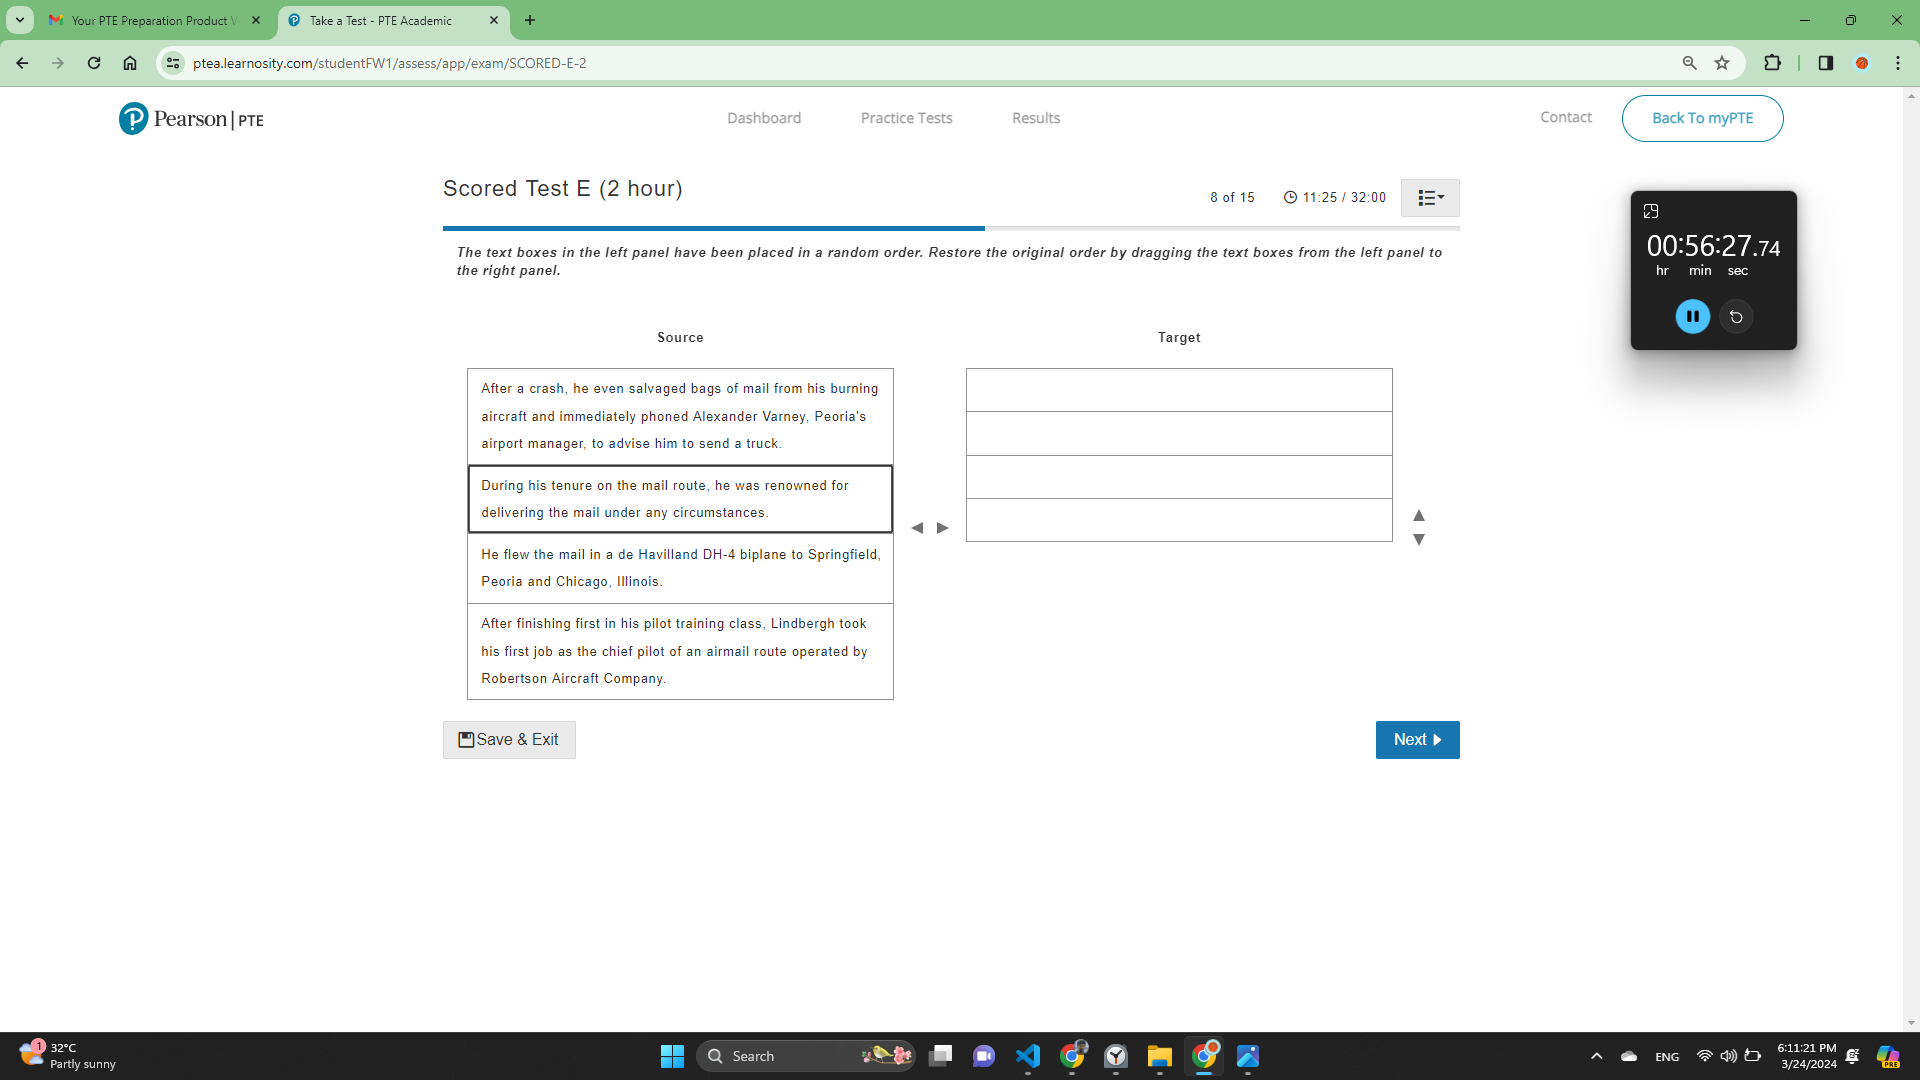 Your PTE Preparation Product V
Take a Test - PTE Academic
ptea.learnosity.com/studentFW1/assess/app/exam/SCORED-E-2
Pearson | PTE
Dashboard
Practice Tests
Results
Contact
Back To myPTE
Scored Test E (2 hour)
8 of 15
11:25 / 32:00
The text boxes in the left panel have been placed in a random order. Restore the original order by dragging the text boxes from the left panel to
the right panel.
00:56:27.74
hr min sec
Source
Target
After a crash, he even salvaged bags of mail from his burning
aircraft and immediately phoned Alexander Varney, Peoria's
airport manager, to advise him to send a truck.
During his tenure on the mail route, he was renowned for
delivering the mail under any circumstances.
He flew the mail in a de Havilland DH-4 biplane to Springfield,
Peoria and Chicago, Illinois.
After finishing first in his pilot training class, Lindbergh took
his first job as the chief pilot of an airmail route operated by
Robertson Aircraft Company.
Save & Exit
Next
1
32°C
Partly sunny
Search
ENG
6:11:21 PM
3/24/2024
PRE